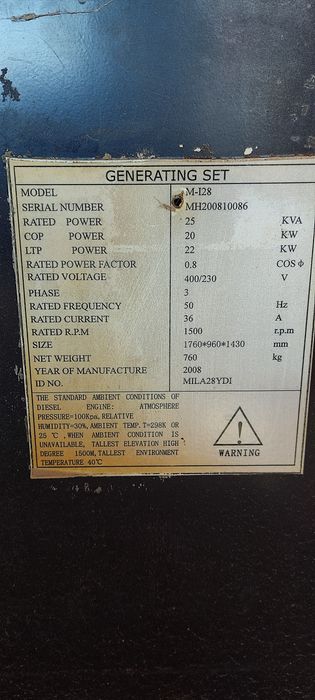 GENERATING SET
MODEL M-I28
SERIAL NUMBER MH200810086
RATED POWER 25 KVA
COP POWER 20 KW
LTP POWER 22 KW
RATED POWER FACTOR 0.8 COS ϕ
RATED VOLTAGE 400/230 V
PHASE 3
RATED FREQUENCY 50 Hz
RATED CURRENT 36 A
RATED R.P.M 1500 r.p.m
SIZE 1760*960*1430 mm
NET WEIGHT 760 kg
YEAR OF MANUFACTURE 2008
ID NO. MILA28YDI
THE STANDARD AMBIENT CONDITIONS OF
DIESEL ENGINE: ATMOSPHERE
PRESSURE=100Kpa, RELATIVE
HUMIDITY=30%, AMBIENT TEMP. T=298K OR
25 ℃ , WHEN AMBIENT CONDITION IS
UNAVAILABLE, TALLEST ELEVATION HIGH
DEGREE 1500M, TALLEST ENVIRONMENT
TEMPERATURE 40℃
!
WARNING